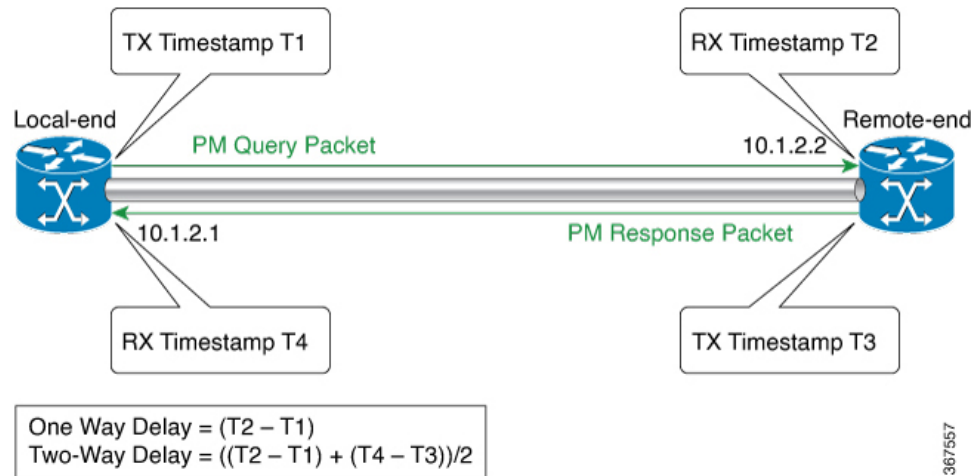 TX Timestamp T1
RX Timestamp T2
Local-end
Remote-end
PM Query Packet
10.1.2.2
10.1.2.1
PM Response Packet
RX Timestamp T4
TX Timestamp T3
One Way Delay = (T2 – T1)
Two-Way Delay = ((T2 – T1) + (T4 – T3))/2
367557